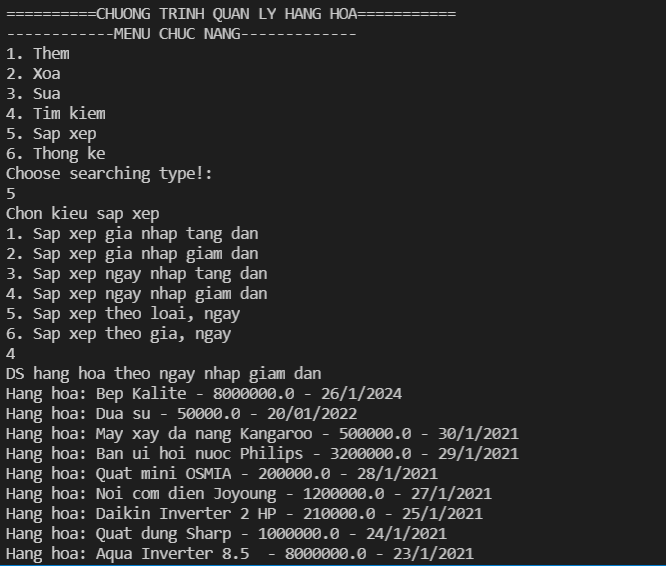 ==========CHUONG TRINH QUAN LY HANG HOA===========
------------MENU CHUC NANG-------------
1. Them
2. Xoa
3. Sua
4. Tim kiem
5. Sap xep
6. Thong ke
Choose searching type!:
5
Chon kieu sap xep
1. Sap xep gia nhap tang dan
2. Sap xep gia nhap giam dan
3. Sap xep ngay nhap tang dan
4. Sap xep ngay nhap giam dan
5. Sap xep theo loai, ngay
6. Sap xep theo gia, ngay
4
DS hang hoa theo ngay nhap giam dan
Hang hoa: Bep Kalite - 8000000.0 - 26/1/2024
Hang hoa: Dua su - 50000.0 - 20/01/2022
Hang hoa: May xay da nang Kangaroo - 500000.0 - 30/1/2021
Hang hoa: Ban ui hoi nuoc Philips - 3200000.0 - 29/1/2021
Hang hoa: Quat mini OSMIA - 200000.0 - 28/1/2021
Hang hoa: Noi com dien Joyoung - 1200000.0 - 27/1/2021
Hang hoa: Daikin Inverter 2 HP - 210000.0 - 25/1/2021
Hang hoa: Quat dung Sharp - 1000000.0 - 24/1/2021
Hang hoa: Aqua Inverter 8.5  - 8000000.0 - 23/1/2021